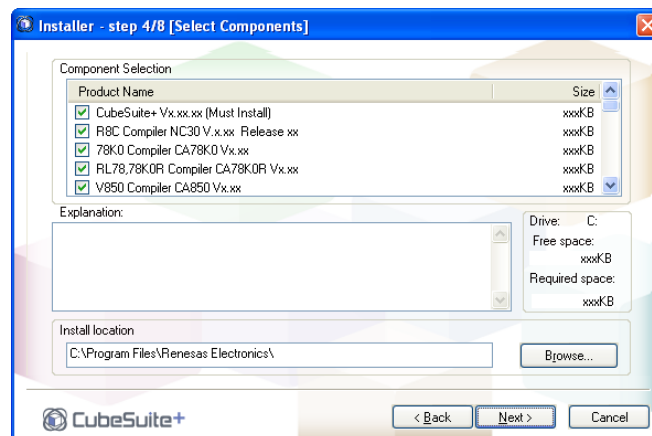 Installer - step 4/8 [Select Components]
Component Selection
Product Name Size
CubeSuite+ Vx.xx.xx (Must Install) xxxKB
R8C Compiler NC30 V.x.xx Release xx xxxKB
78K0 Compiler CA78K0 Vx.xx xxxKB
RL78,78K0R Compiler CA78K0R Vx.xx xxxKB
V850 Compiler CA850 Vx.xx xxxKB
Explanation:
Drive: C:
Free space:
xxxKB
Required space:
xxxKB
Install location
C:\Program Files\Renesas Electronics\
Browse...
CubeSuite+
< Back Next > Cancel